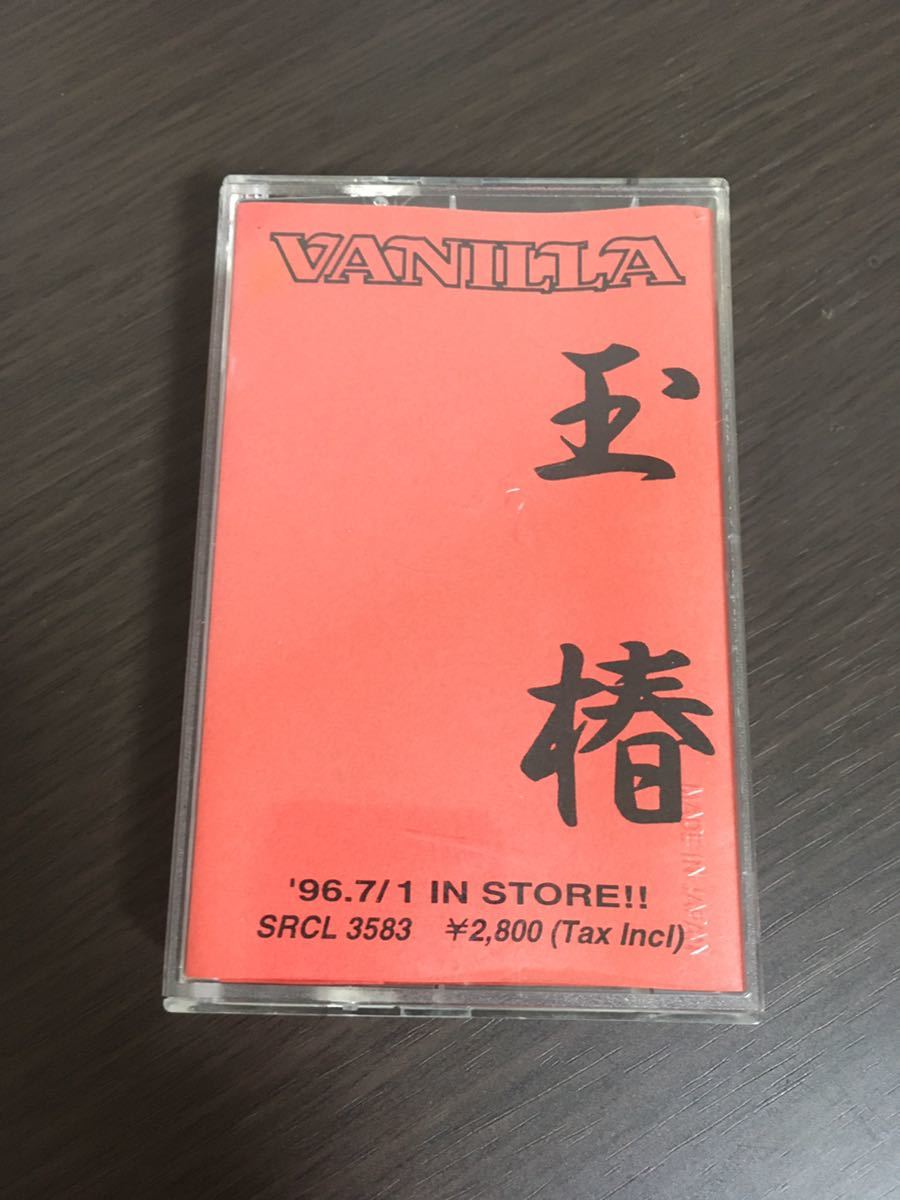 VANILLA
玉椿
'96.7/1 IN STORE!!
SRCL 3583 ¥2,800 (Tax Incl)
MADE IN JAPAN